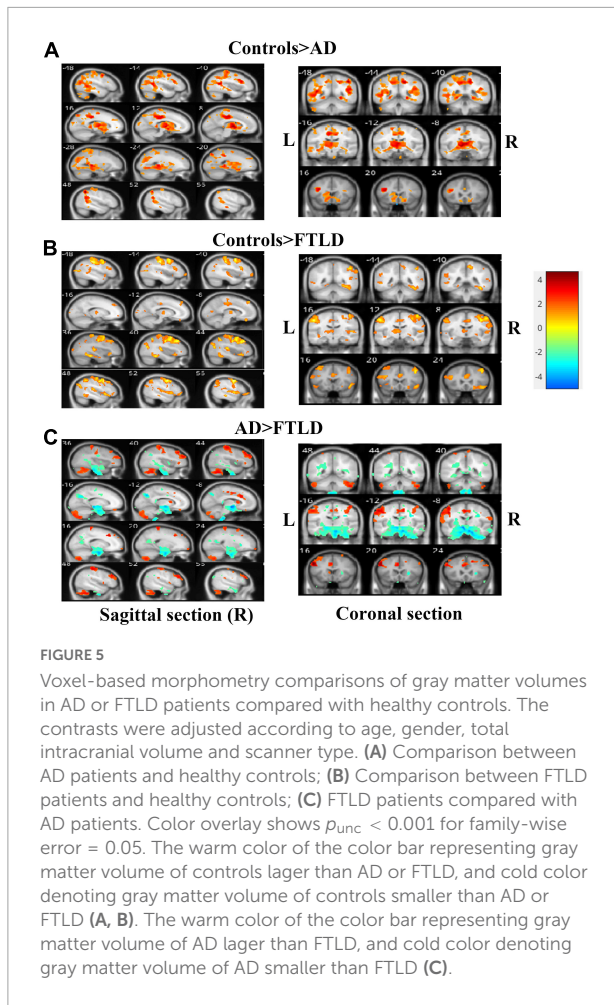 A
Controls>AD
-48 -44 -40
16 12 8
-28 -24 -20
48 52 56
-48 -44 -40
L
-16 -12 -8
R
16 20 24
Controls>FTLD
B
-48 -44 -40
-16 -12 -8
36 40 44
48 52
-48 -44 -40
L
16 12 8
R
16 20 24
4
2
0
-2
-4
AD>FTLD
C
36 40 44
-16 -12 -8
16 20 24
48 52
48 44 40
L
-16 -12 -8
R
16 20 24
Sagittal section (R) Coronal section
FIGURE 5
Voxel-based morphometry comparisons of gray matter volumes
in AD or FTLD patients compared with healthy controls. The
contrasts were adjusted according to age, gender, total
intracranial volume and scanner type. (A) Comparison between
AD patients and healthy controls; (B) Comparison between FTLD
patients and healthy controls; (C) FTLD patients compared with
AD patients. Color overlay shows punc < 0.001 for family-wise
error = 0.05. The warm color of the color bar representing gray
matter volume of controls lager than AD or FTLD, and cold color
denoting gray matter volume of controls smaller than AD or
FTLD (A, B). The warm color of the color bar representing gray
matter volume of AD lager than FTLD, and cold color denoting
gray matter volume of AD smaller than FTLD (C).